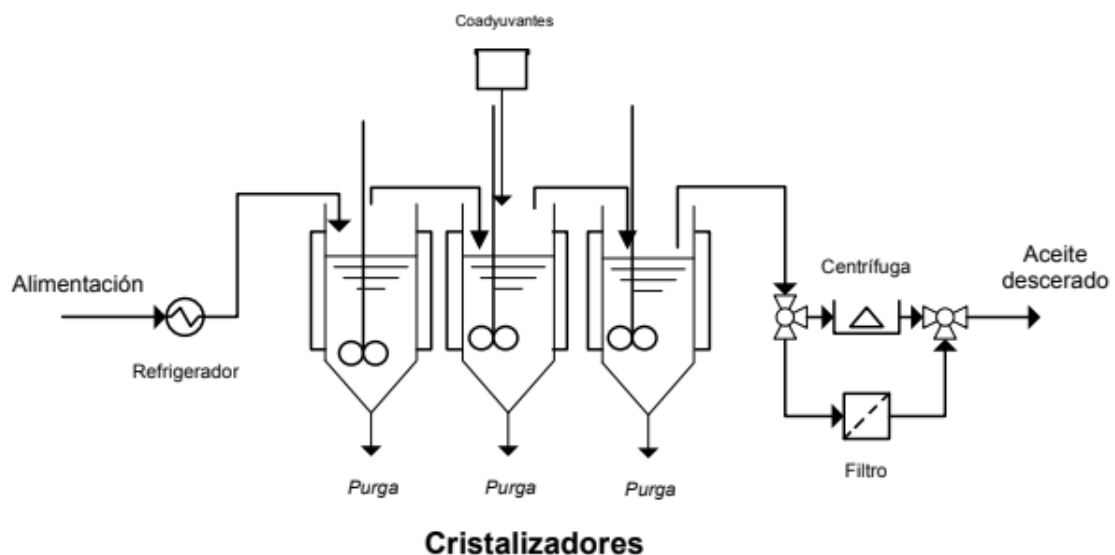 Coadyuvantes
Alimentación
Refrigerador
Centrífuga
Aceite
descerado
Filtro
Purga
Purga
Purga
Cristalizadores